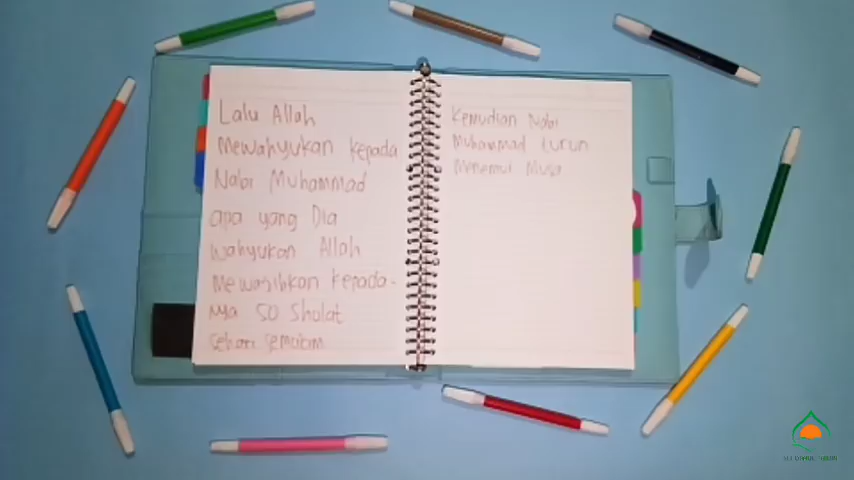 Lalu Allah
Mewahyukan kepada
Nabi Muhammad
apa yang Dia
wahyukan Allah
Mewajibkan kepada-
nya 50 Sholat
sehari semalam
Kemudian Nabi
Muhammad turun
Menemui Musa